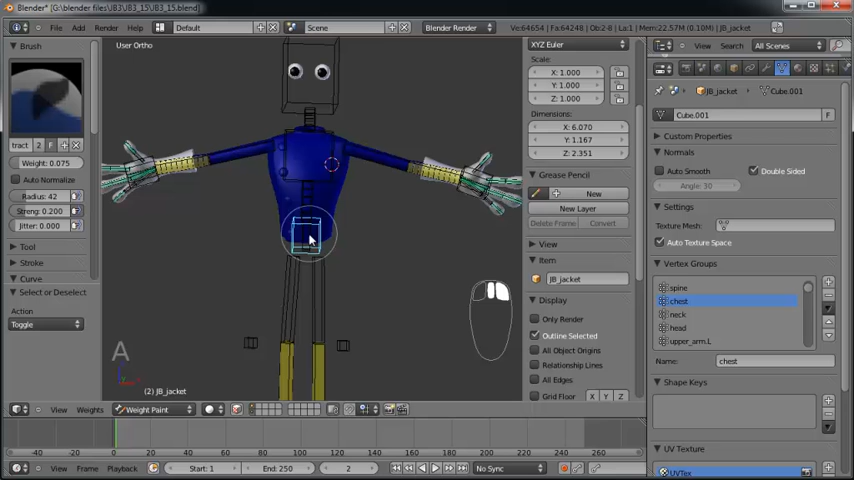 Blender* [G:\blender files\UB3\UB3_15.blend]
File Add Render Help
Default
Scene
Blender Render
Ve:64654 | Fa:64248 | Ob:2-8 | La:1 | Mem:22.57M (0.10M) | JB_jacket
Brush
tract 2 F
Weight: 0.075
Auto Normalize
Radius: 42
Streng: 0.200
Jitter: 0.000
Tool
Stroke
Curve
Select or Deselect
Action
Toggle
User Ortho
A
(2) JB_jacket
View Weights Weight Paint
XYZ Euler
Scale:
X: 1.000
Y: 1.000
Z: 1.000
Dimensions:
X: 6.070
Y: 1.167
Z: 2.351
Grease Pencil
New
New Layer
Delete Frame Convert
View
Item
JB_jacket
Display
Only Render
Outline Selected
All Object Origins
Relationship Lines
All Edges
Grid Floor X Y Z
View Search All Scenes
JB_jacket Cube.001
Cube.001 F
Custom Properties
Normals
Auto Smooth Double Sided
Angle: 30
Settings
Texture Mesh:
Auto Texture Space
Vertex Groups
spine
chest
neck
head
upper_arm.L
Name: chest
Shape Keys
UV Texture
UVTex
-40 -20 0 20 40 60 80 100 120 140 160 180 200 220 240 260 280
View Frame Playback Start: 1 End: 250 2 No Sync